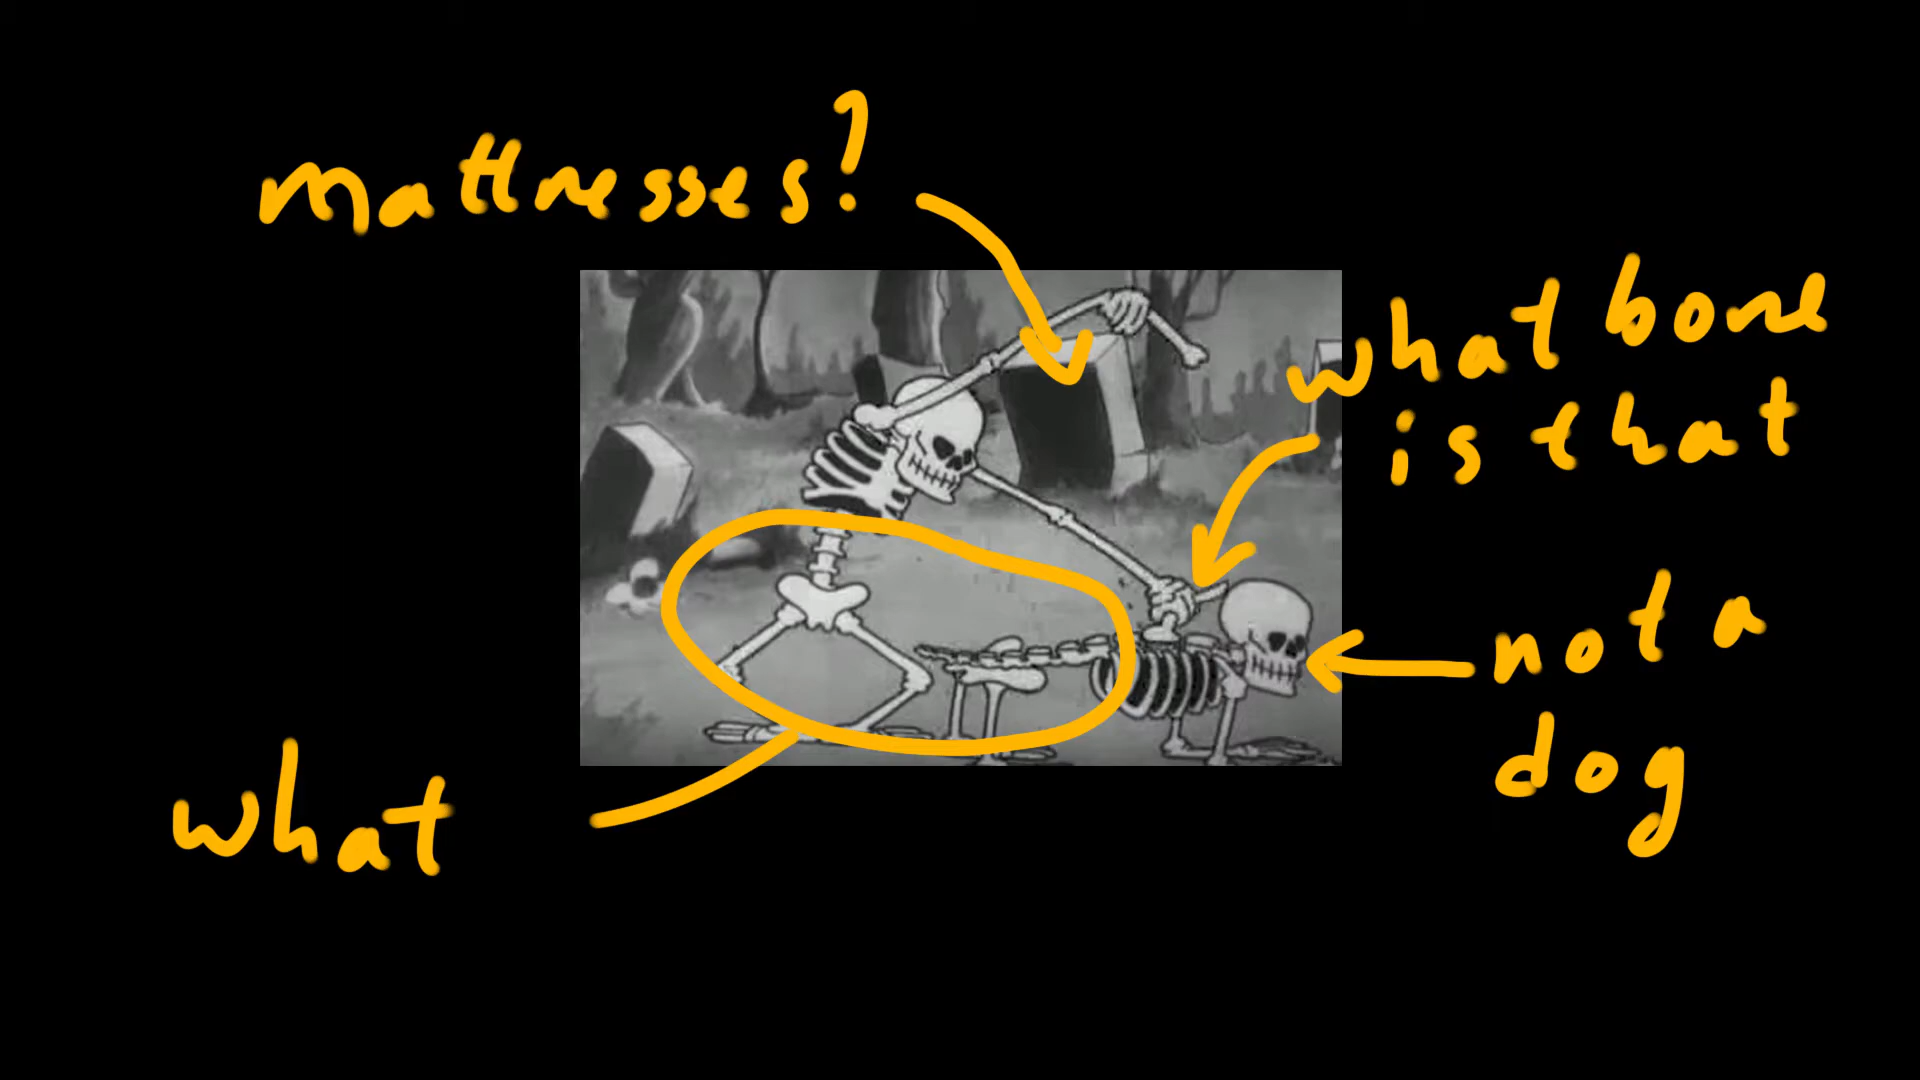 mattresses?
what bone
is that
not a
dog
what